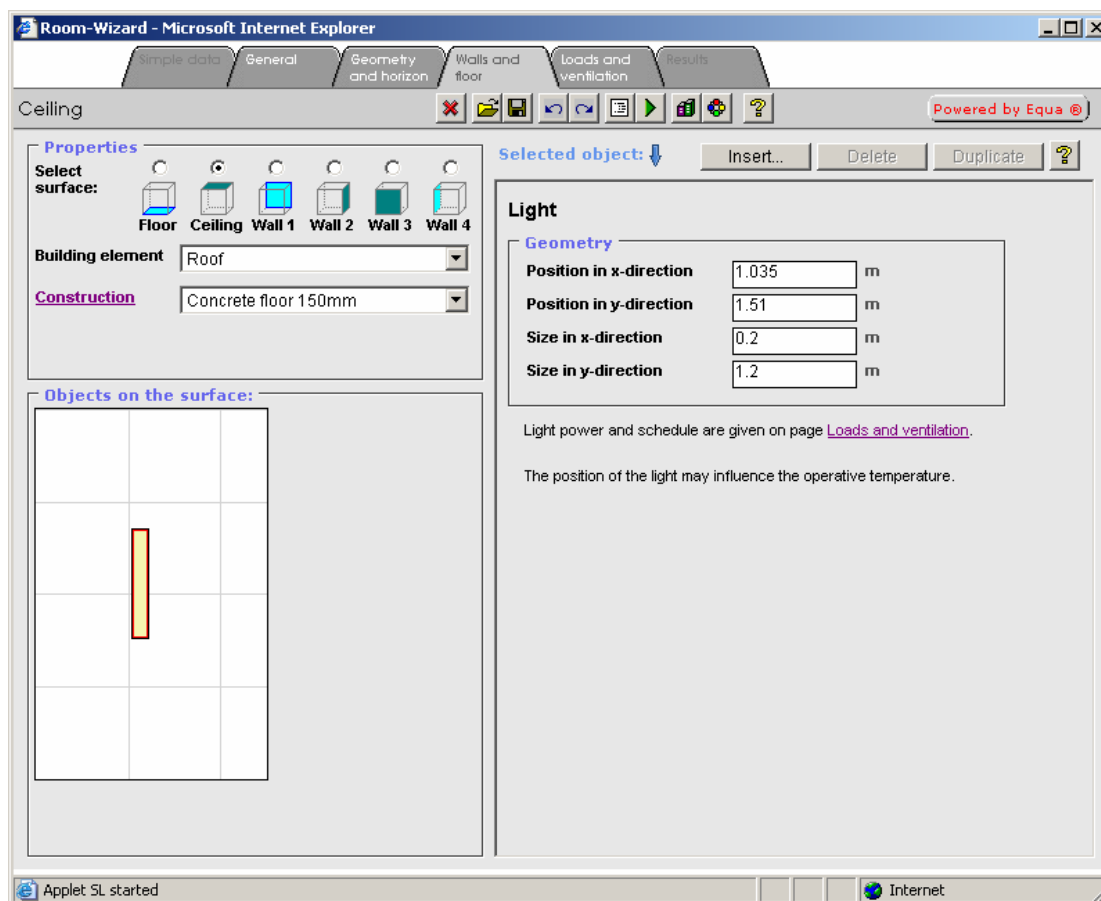 Room-Wizard - Microsoft Internet Explorer
Simple data
General
Geometry and horizon
Walls and floor
Loads and ventilation
Results
Ceiling
Powered by Equa ®
Properties
Select surface:
Floor Ceiling Wall 1 Wall 2 Wall 3 Wall 4
Building element Roof
Construction Concrete floor 150mm
Objects on the surface:
Selected object: Insert... Delete Duplicate
Light
Geometry
Position in x-direction 1.035 m
Position in y-direction 1.51 m
Size in x-direction 0.2 m
Size in y-direction 1.2 m
Light power and schedule are given on page Loads and ventilation.
The position of the light may influence the operative temperature.
Applet SL started
Internet